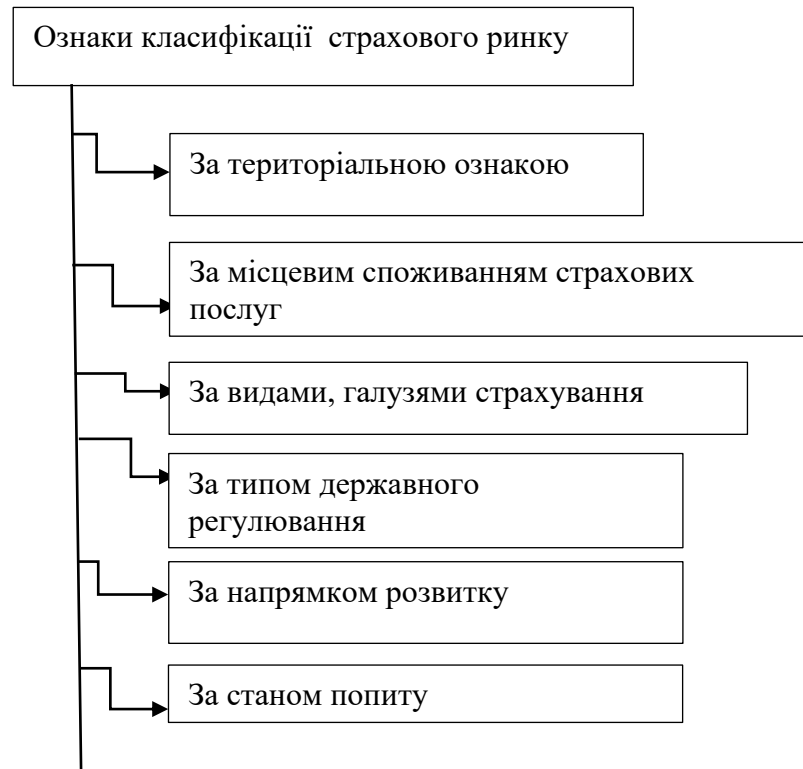 Ознаки класифікації  страхового ринку
За територіальною ознакою
За місцевим споживанням страхових
послуг
За видами, галузями страхування
За типом державного
регулювання
За напрямком розвитку
За станом попиту